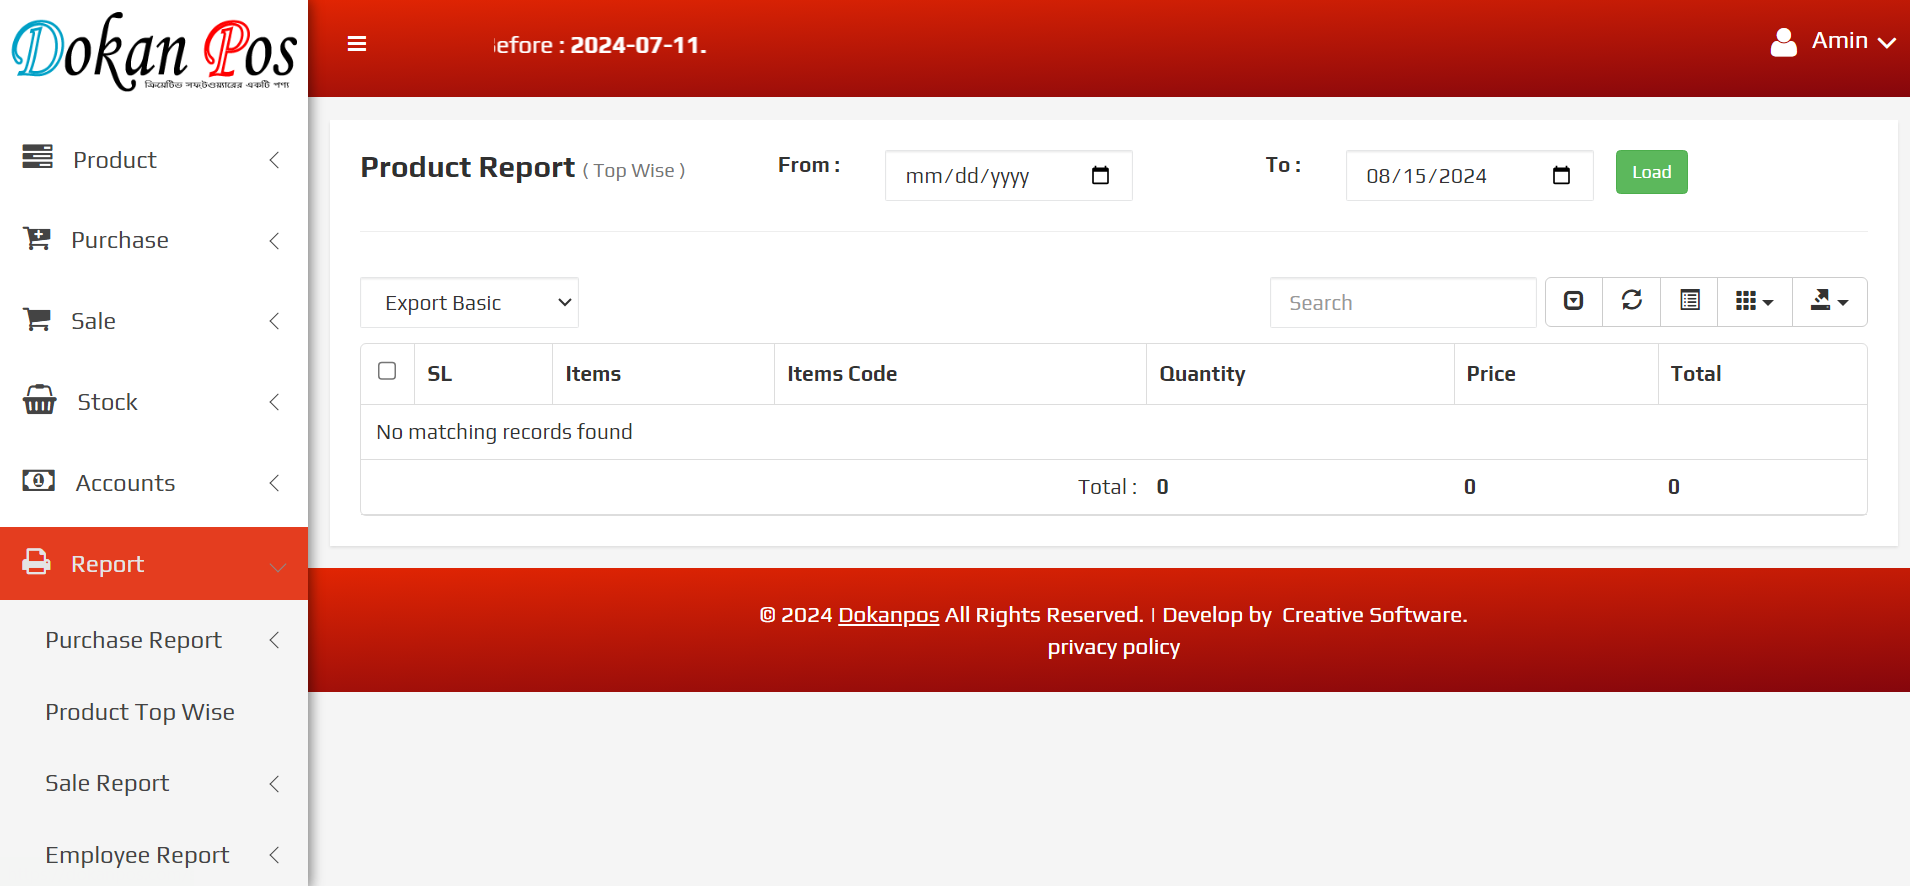 Dokan Pos
ক্রিয়েটিভ সফ্টওয়্যারের একটি পণ্য
efore : 2024-07-11.
Amin
Product
Purchase
Sale
Stock
Accounts
Report
Purchase Report
Product Top Wise
Sale Report
Employee Report
Product Report ( Top Wise )
From :
mm/dd/yyyy
To :
08/15/2024
Load
Export Basic
Search
SL Items Items Code Quantity Price Total
No matching records found
Total : 0 0 0
© 2024 Dokanpos All Rights Reserved. | Develop by Creative Software.
privacy policy